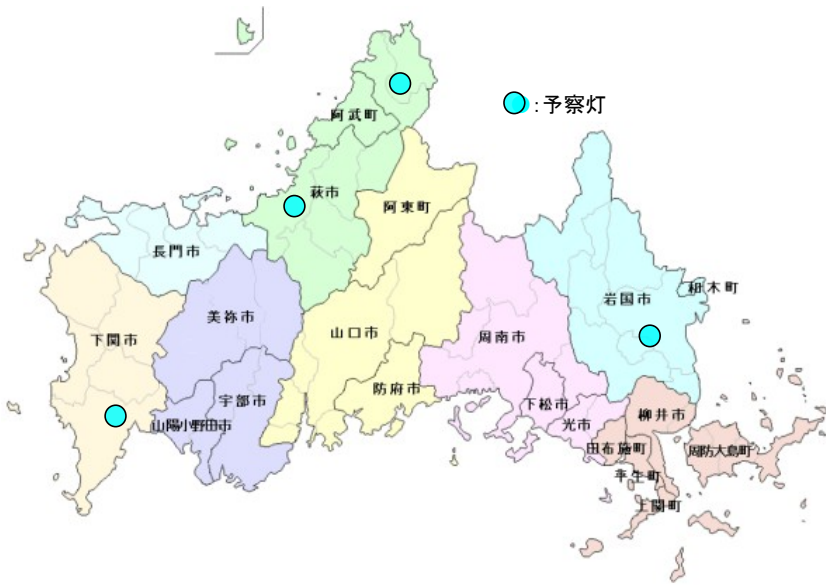 ：予察灯
阿武町
萩市
阿東町
長門市
美祢市
下関市
山口市
周南市
岩国市
和木町
防府市
宇部市
山陽小野田市
下松市
光市
柳井市
田布施町
周防大島町
平生町
上関町